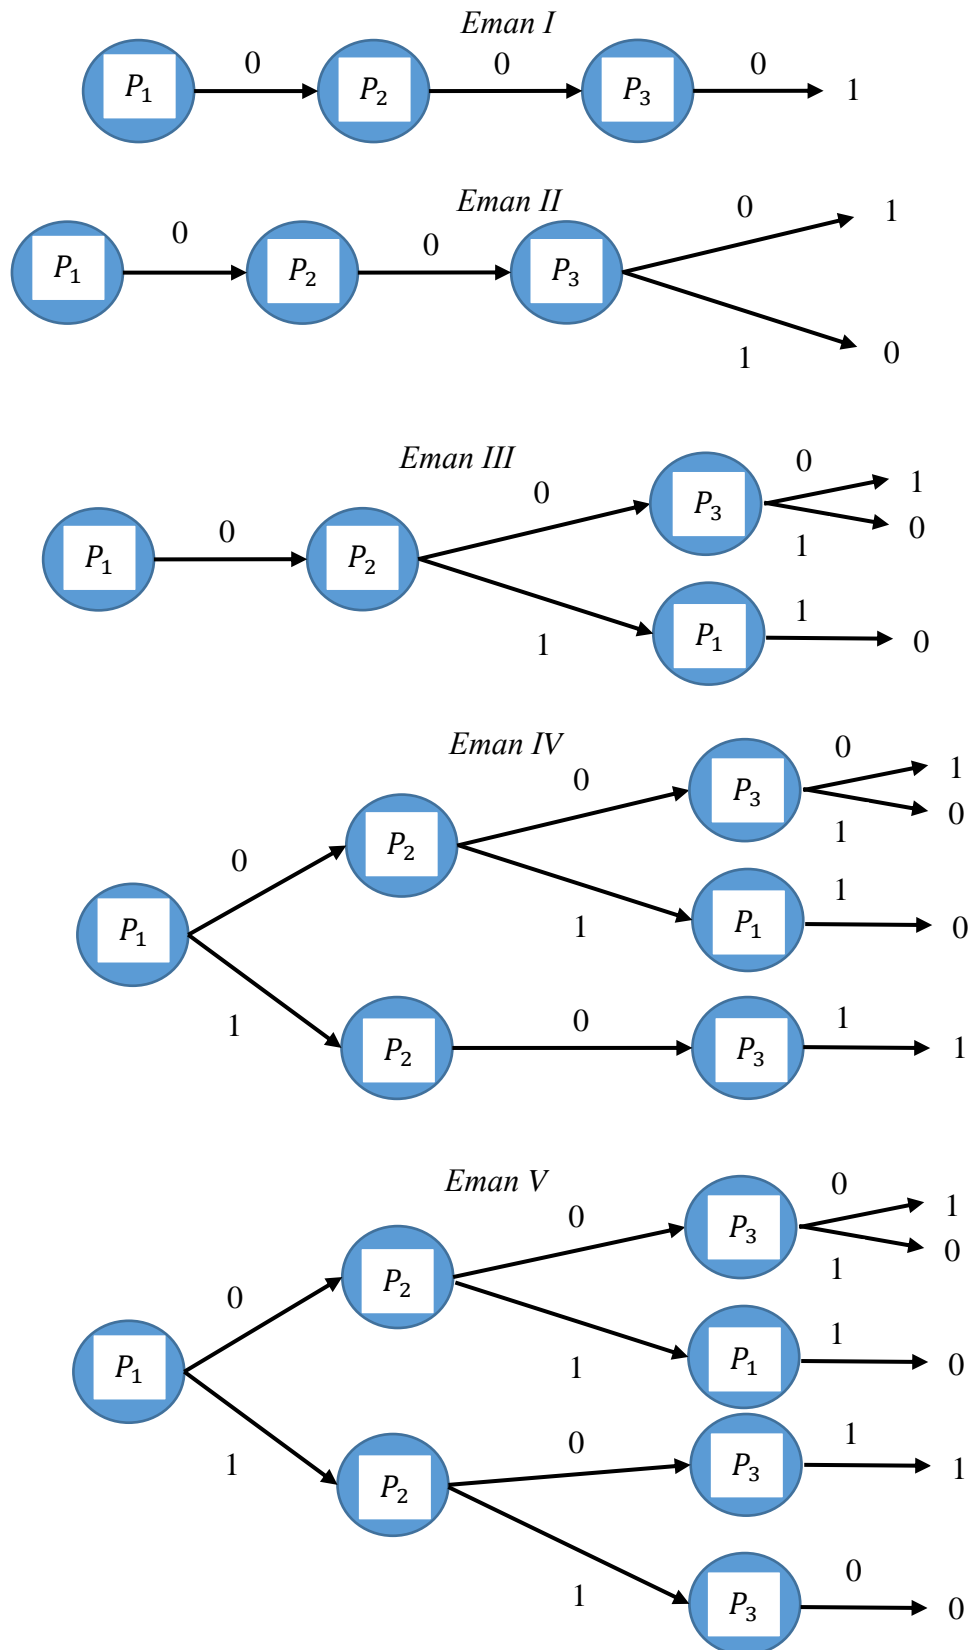 Eman I
P₁ 0 P₂ 0 P₃ 0 1
Eman II
P₁ 0 P₂ 0 P₃ 0 1
1 0
Eman III
0 1
P₃
0 1 0
P₁ 0 P₂
1 P₁ 1 0
Eman IV
0 1
P₃
0 1 0
P₂
0 1 P₁ 1 0
P₁
1 P₂ 0 P₃ 1 1
Eman V
0 1
P₃
0 1 0
P₂
0 1 P₁ 1 0
P₁
1 P₂ 0 P₃ 1 1
1 P₃ 0 0